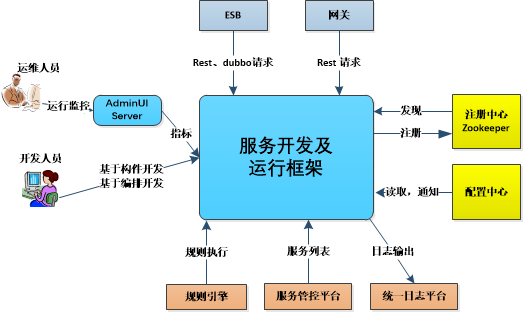 ESB
网关
Rest、dubbo请求
Rest 请求
运维人员
运行监控
AdminUI
Server
指标
开发人员
基于构件开发
基于编排开发
服务开发及
运行框架
发现
注册
注册中心
Zookeeper
读取，通知
配置中心
规则执行
服务列表
日志输出
规则引擎
服务管控平台
统一日志平台